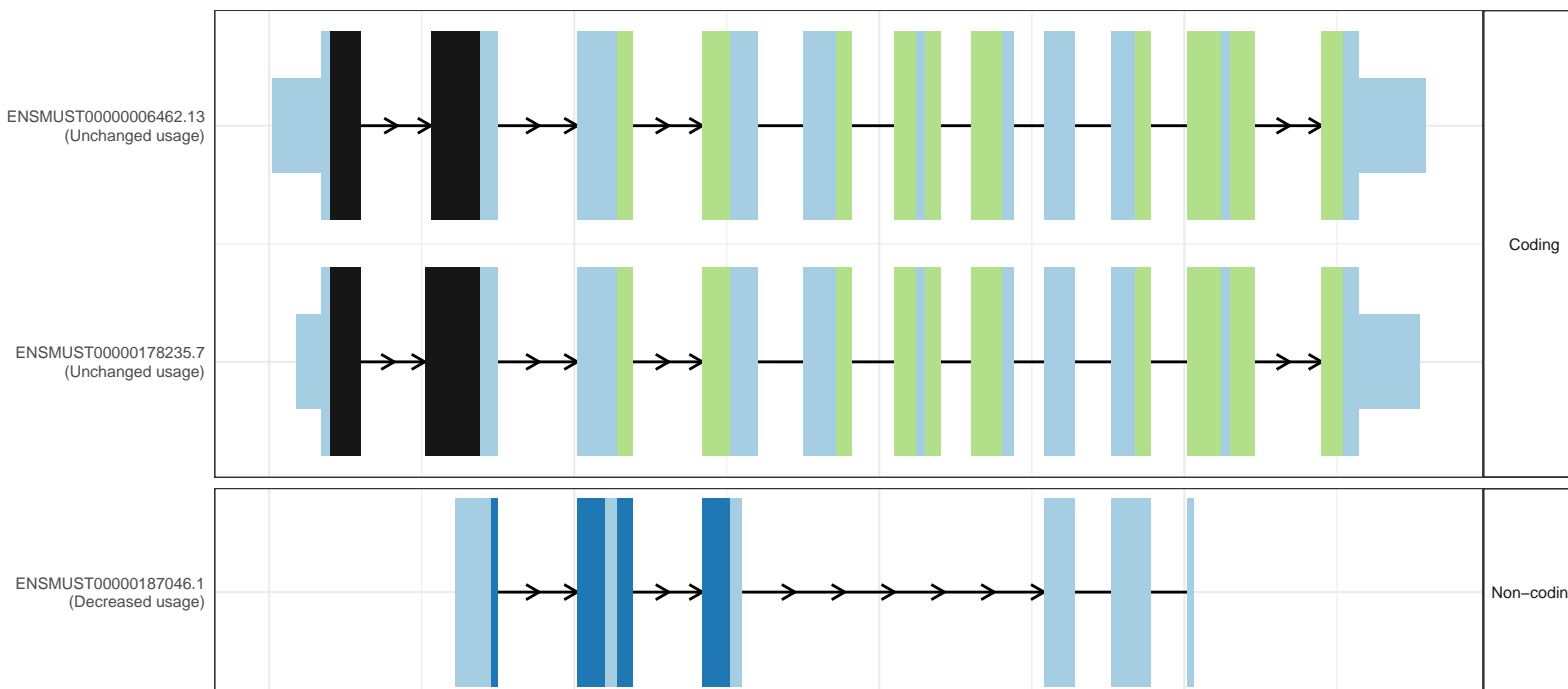 ENSMUST00000006462.13
(Unchanged usage)
Coding
ENSMUST00000178235.7
(Unchanged usage)
ENSMUST00000187046.1
(Decreased usage)
Non−codin